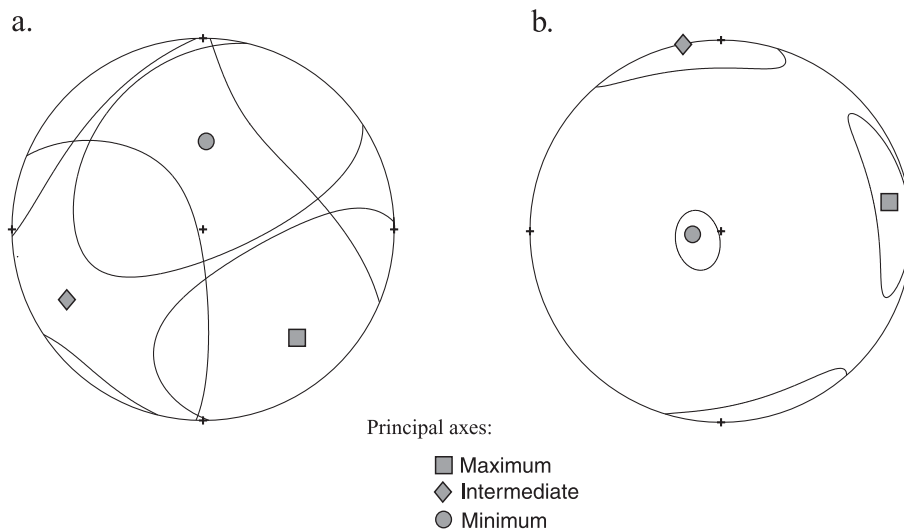 a.
b.
Principal axes:
Maximum
Intermediate
Minimum